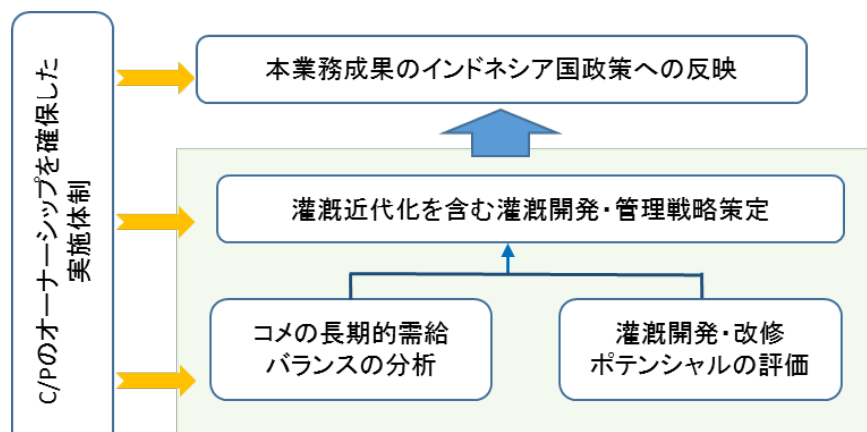 C/Pのオーナーシップを確保した
実施体制
本業務成果のインドネシア国政策への反映
灌漑近代化を含む灌漑開発・管理戦略策定
コメの長期的需給
バランスの分析
灌漑開発・改修
ポテンシャルの評価